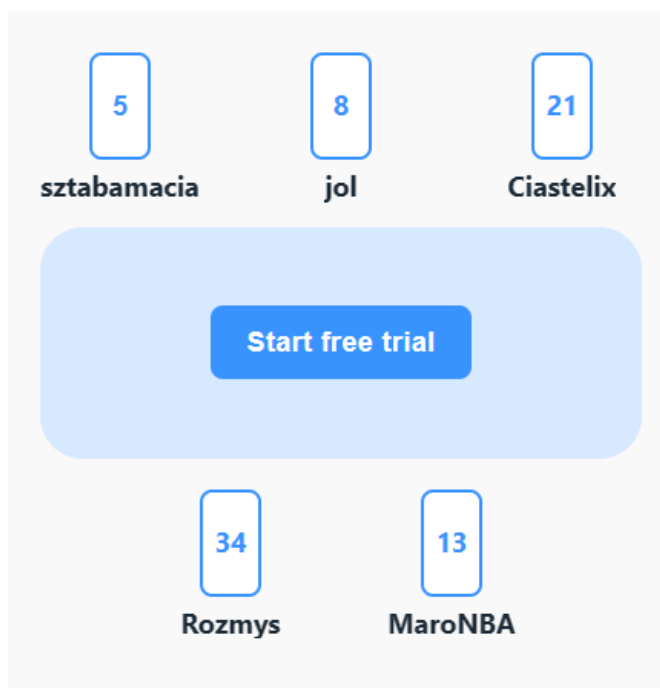 5 8 21
sztabamacia jol Ciastelix
Start free trial
34 13
Rozmys MaroNBA